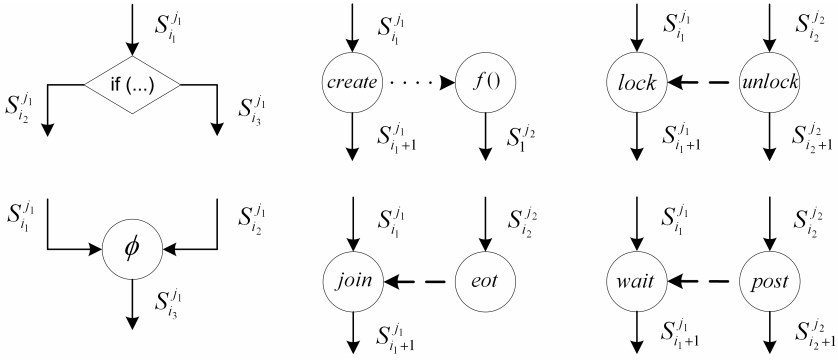 S_{i_1}^{j_1}
if (...)
S_{i_2}^{j_1} S_{i_3}^{j_1}
S_{i_1}^{j_1}
create f()
S_{i_1+1}^{j_1} S_1^{j_2}
S_{i_1}^{j_1} S_{i_2}^{j_2}
lock unlock
S_{i_1+1}^{j_1} S_{i_2+1}^{j_2}
S_{i_1}^{j_1} S_{i_2}^{j_1}
ϕ
S_{i_3}^{j_1}
S_{i_1}^{j_1} S_{i_2}^{j_2}
join eot
S_{i_1+1}^{j_1}
S_{i_1}^{j_1} S_{i_2}^{j_2}
wait post
S_{i_1+1}^{j_1} S_{i_2+1}^{j_2}